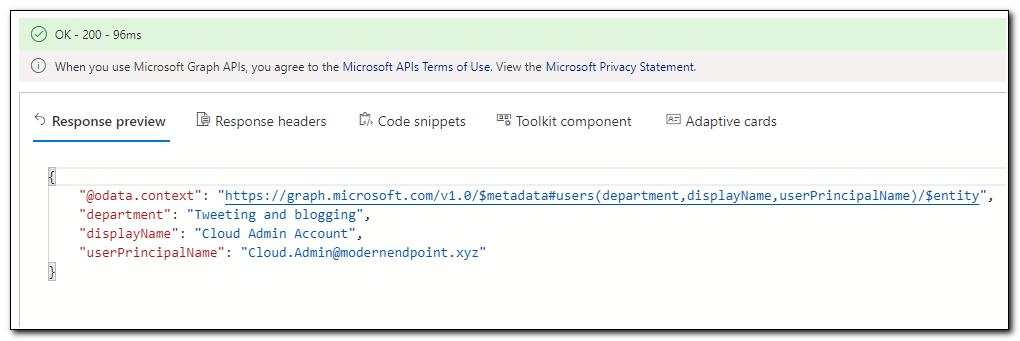 OK - 200 - 96ms
When you use Microsoft Graph APIs, you agree to the Microsoft APIs Terms of Use. View the Microsoft Privacy Statement.
Response preview Response headers Code snippets Toolkit component Adaptive cards
{
"@odata.context": "https://graph.microsoft.com/v1.0/$metadata#users(department,displayName,userPrincipalName)/$entity",
"department": "Tweeting and blogging",
"displayName": "Cloud Admin Account",
"userPrincipalName": "Cloud.Admin@modernendpoint.xyz"
}